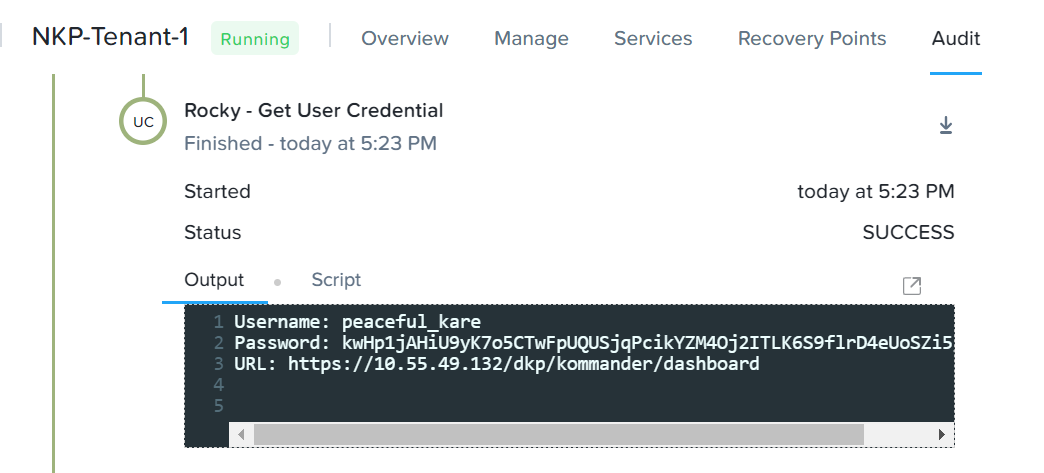 NKP-Tenant-1 Running Overview Manage Services Recovery Points Audit
UC
Rocky - Get User Credential
Finished - today at 5:23 PM
Started today at 5:23 PM
Status SUCCESS
Output Script
1 Username: peaceful_kare
2 Password: kwHp1jAHiU9yK7o5CTwFpUQUSjqPcikYZM4Oj2ITLK6S9flrD4eUoSZi5
3 URL: https://10.55.49.132/dkp/kommander/dashboard
4
5